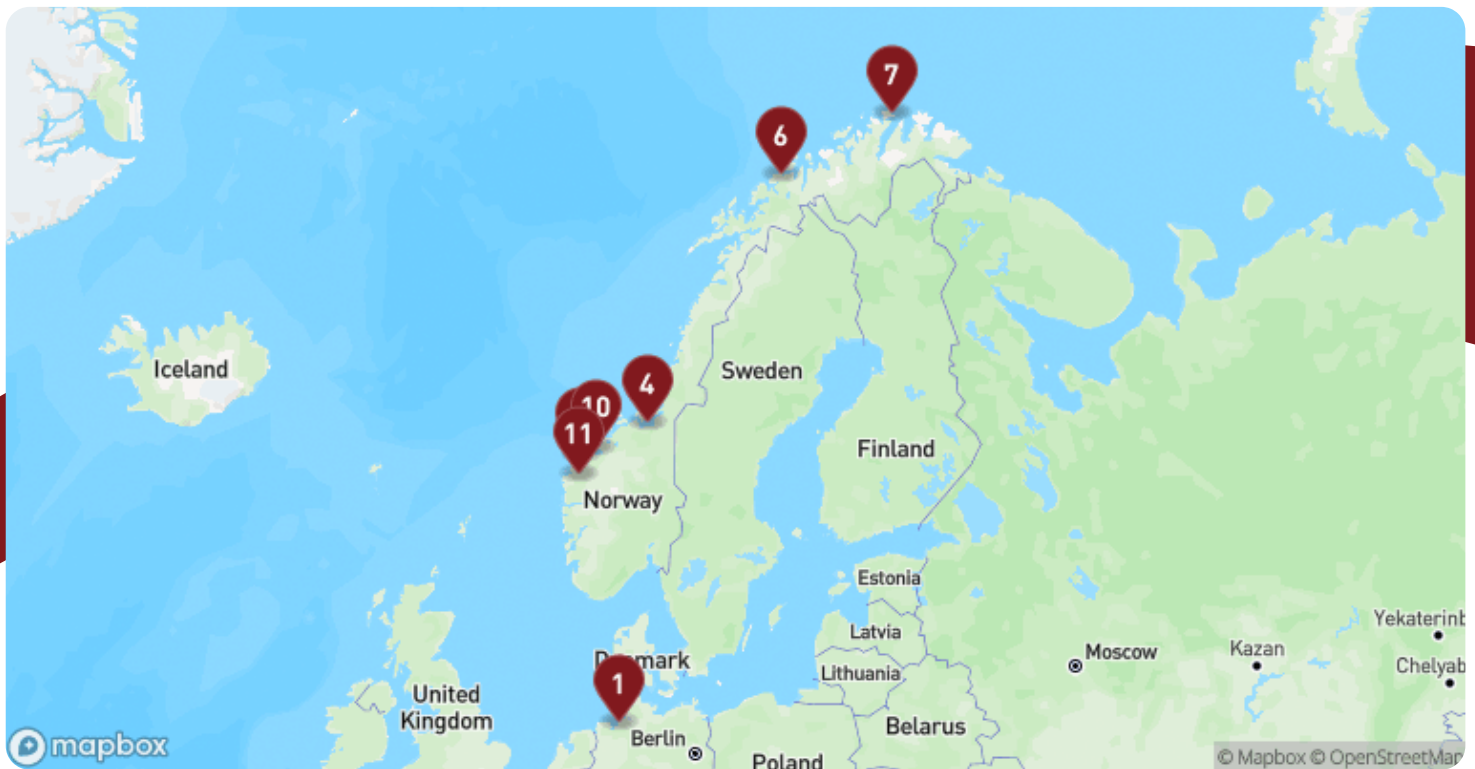 7
6
Iceland
Sweden
4
10
11
Finland
Norway
Estonia
Yekaterinb
Latvia
Moscow
Kazan
Denmark
Lithuania
Chelyab
1
United
Kingdom
Belarus
Berlin
Poland
mapbox
© Mapbox © OpenStreetMap